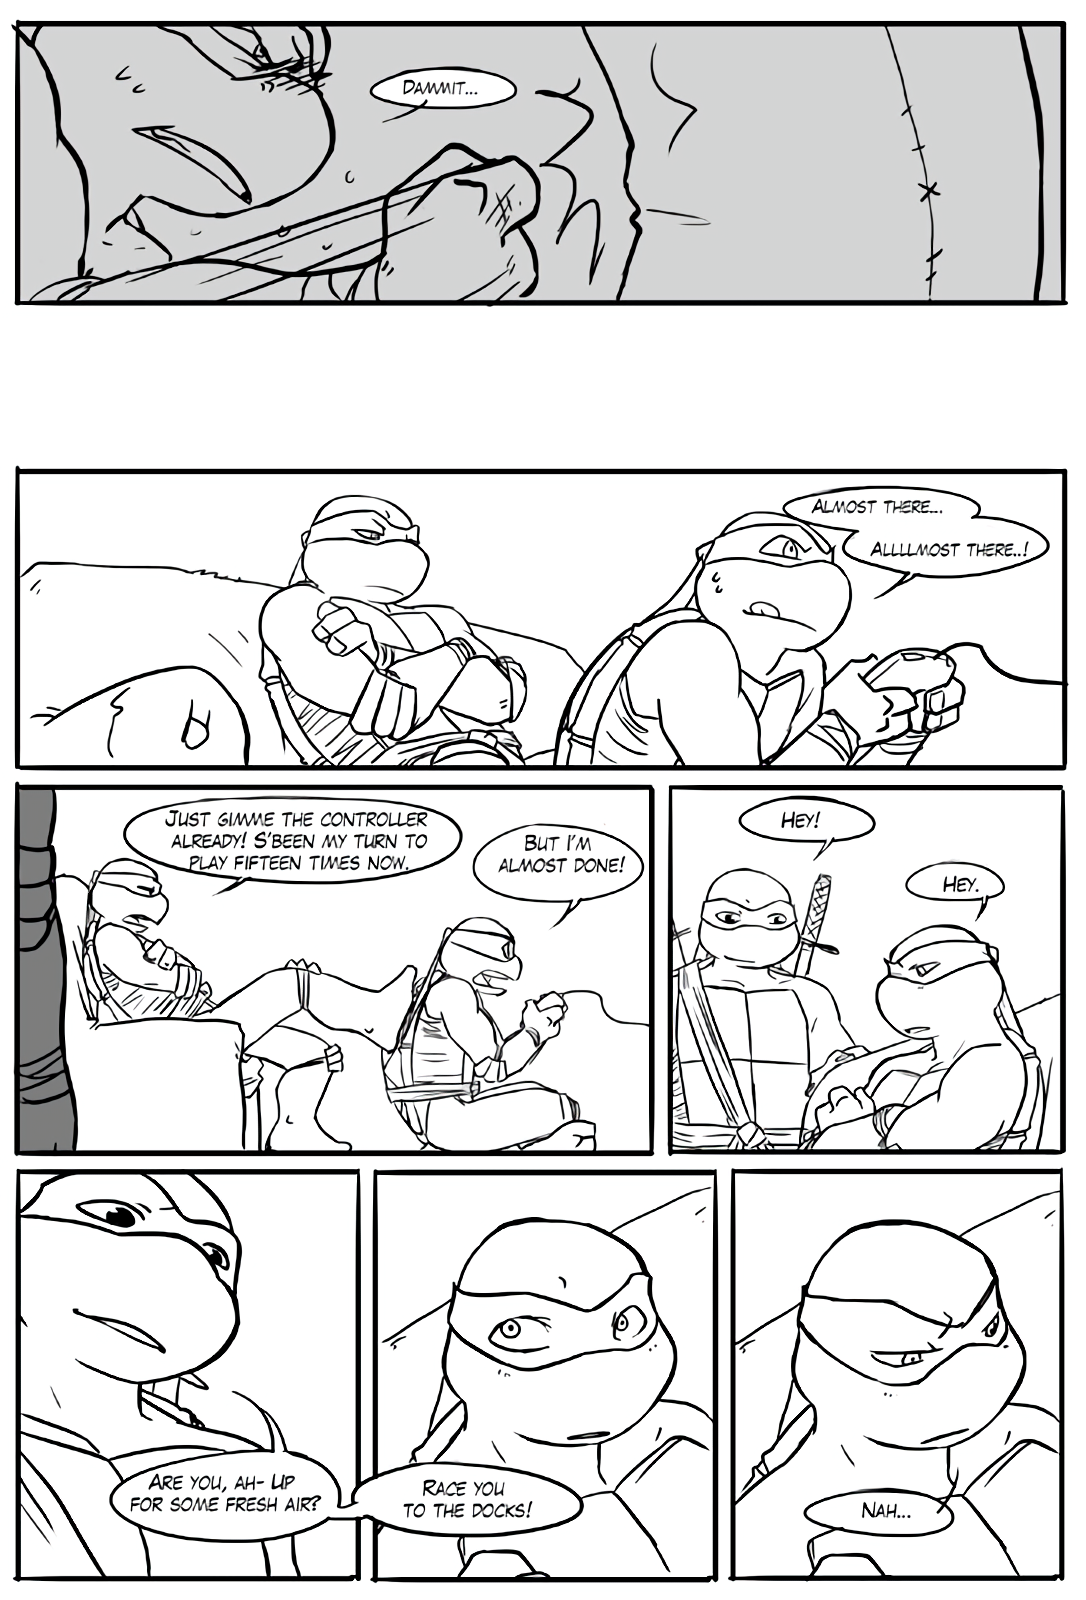 Dammit...
Almost there...
Allllmost there..!
Just gimme the controller
already! S'been my turn to
play fifteen times now.
But I'm
almost done!
Hey!
Hey.
Are you, ah- Up
for some fresh air?
Race you
to the docks!
Nah...